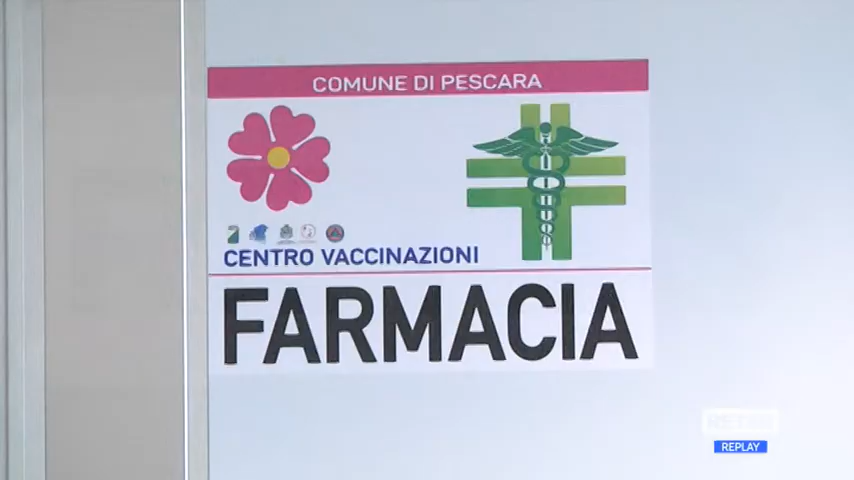 COMUNE DI PESCARA
CENTRO VACCINAZIONI
FARMACIA
REPLAY